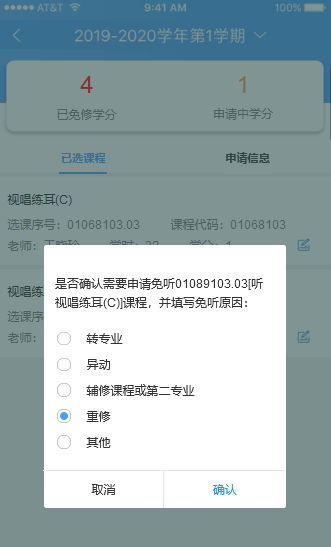 AT&T 9:41 AM 100%
2019-2020学年第1学期
4 1
已免修学分 申请中学分
已选课程 申请信息
视唱练耳(C)
选课序号：01068103.03 课程代码：01068103
老师： 学时：32 学分：1
是否确认需要申请免听01089103.03[听
视唱练耳(C)]课程，并填写免听原因：
视唱练
选课序
老师：
转专业
异动
辅修课程或第二专业
重修
其他
取消 确认